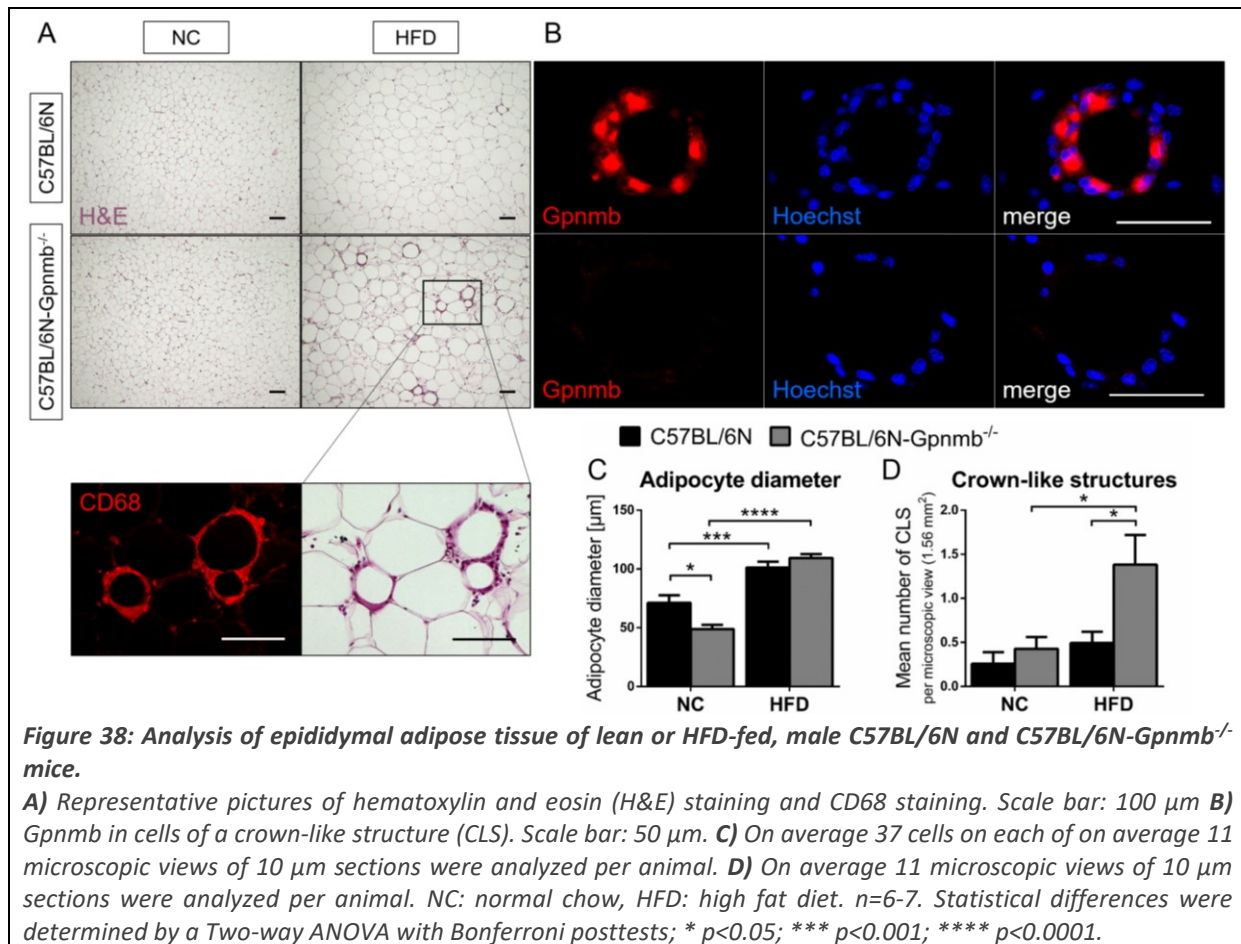 A
NC
HFD
B
C57BL/6N
H&E
Gpnmb
Hoechst
merge
C57BL/6N-Gpnmb-/-
Gpnmb
Hoechst
merge
CD68
C57BL/6N
C57BL/6N-Gpnmb-/-
C
Adipocyte diameter
Adipocyte diameter [µm]
150
100
50
0
*
***
****
NC
HFD
D
Crown-like structures
Mean number of CLS
per microscopic view (1.56 mm²)
2.0
1.5
1.0
0.5
0.0
*
*
NC
HFD
Figure 38: Analysis of epididymal adipose tissue of lean or HFD-fed, male C57BL/6N and C57BL/6N-Gpnmb-/-
mice.
A) Representative pictures of hematoxylin and eosin (H&E) staining and CD68 staining. Scale bar: 100 µm B)
Gpnmb in cells of a crown-like structure (CLS). Scale bar: 50 µm. C) On average 37 cells on each of on average 11
microscopic views of 10 µm sections were analyzed per animal. D) On average 11 microscopic views of 10 µm
sections were analyzed per animal. NC: normal chow, HFD: high fat diet. n=6-7. Statistical differences were
determined by a Two-way ANOVA with Bonferroni posttests; * p<0.05; *** p<0.001; **** p<0.0001.